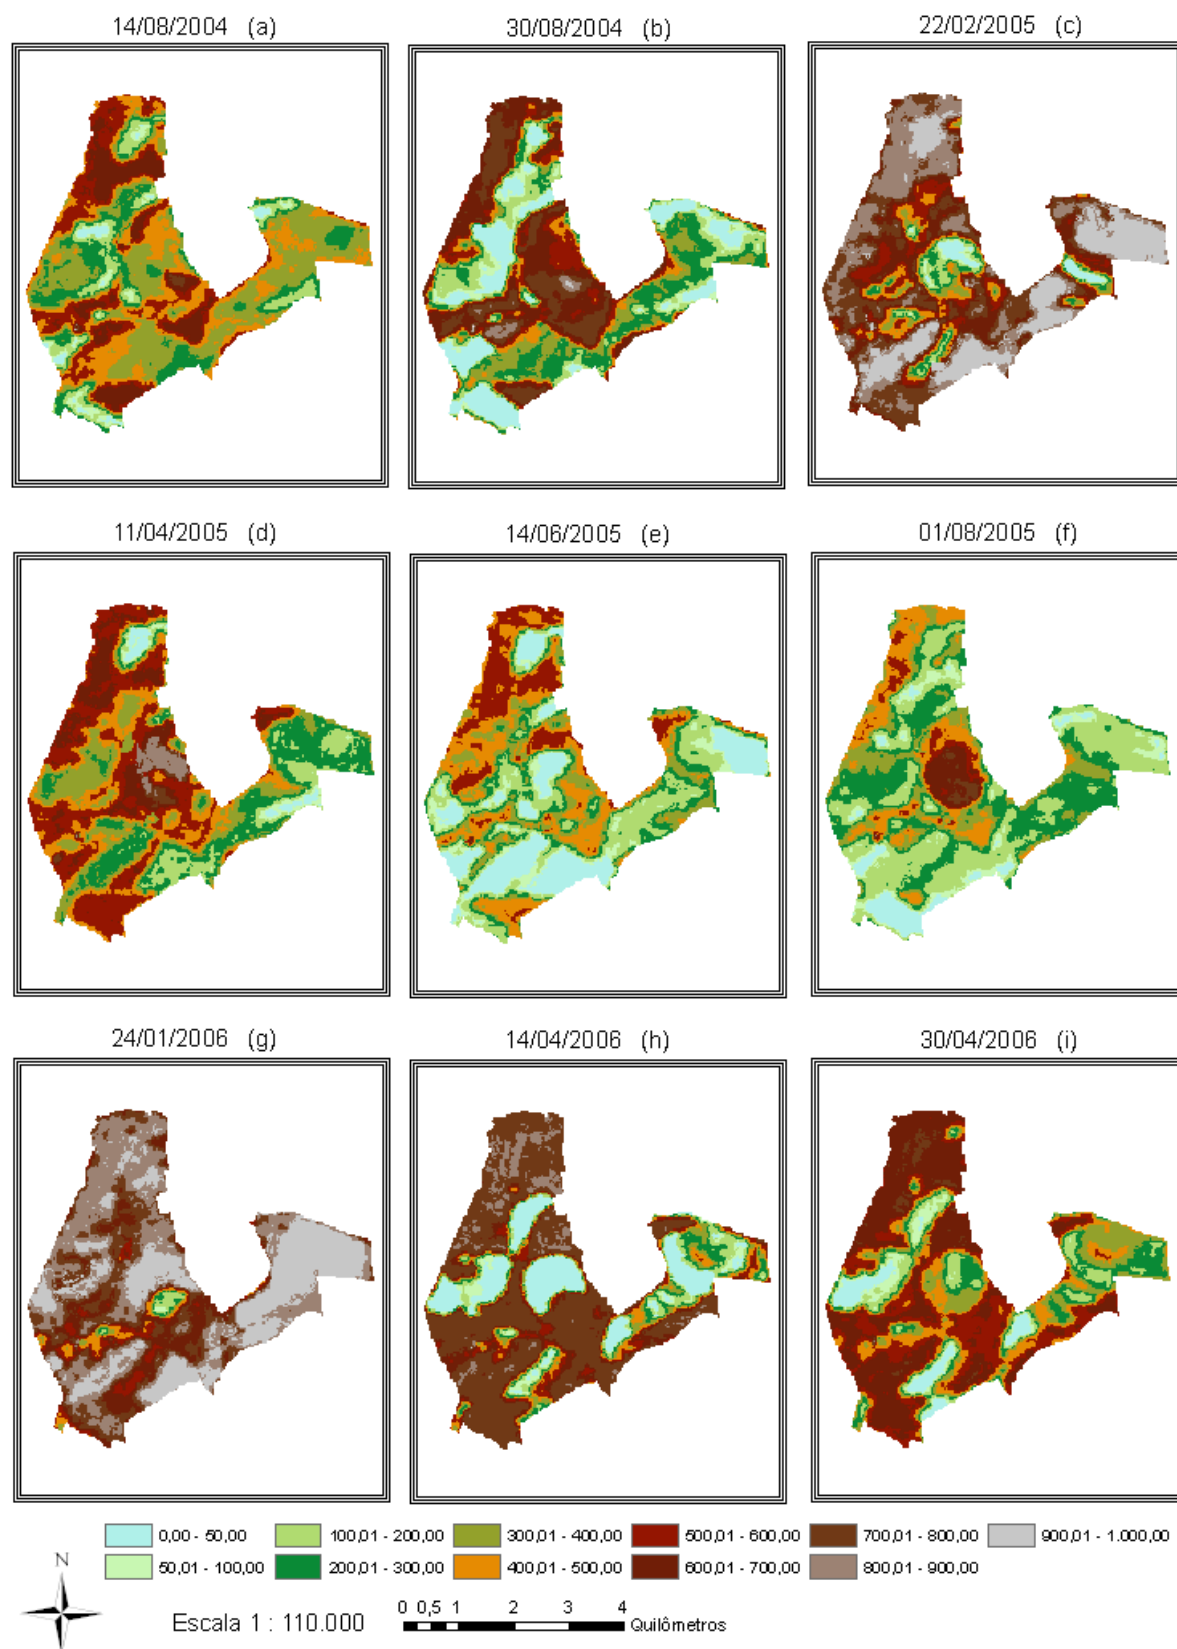 14/08/2004 (a) 30/08/2004 (b) 22/02/2005 (c)
11/04/2005 (d) 14/06/2005 (e) 01/08/2005 (f)
24/01/2006 (g) 14/04/2006 (h) 30/04/2006 (i)
0,00 - 50,00 100,01 - 200,00 300,01 - 400,00 500,01 - 600,00 700,01 - 800,00 900,01 - 1.000,00
50,01 - 100,00 200,01 - 300,00 400,01 - 500,00 600,01 - 700,00 800,01 - 900,00
N
Escala 1 : 110.000 0 0,5 1 2 3 4 Quilômetros